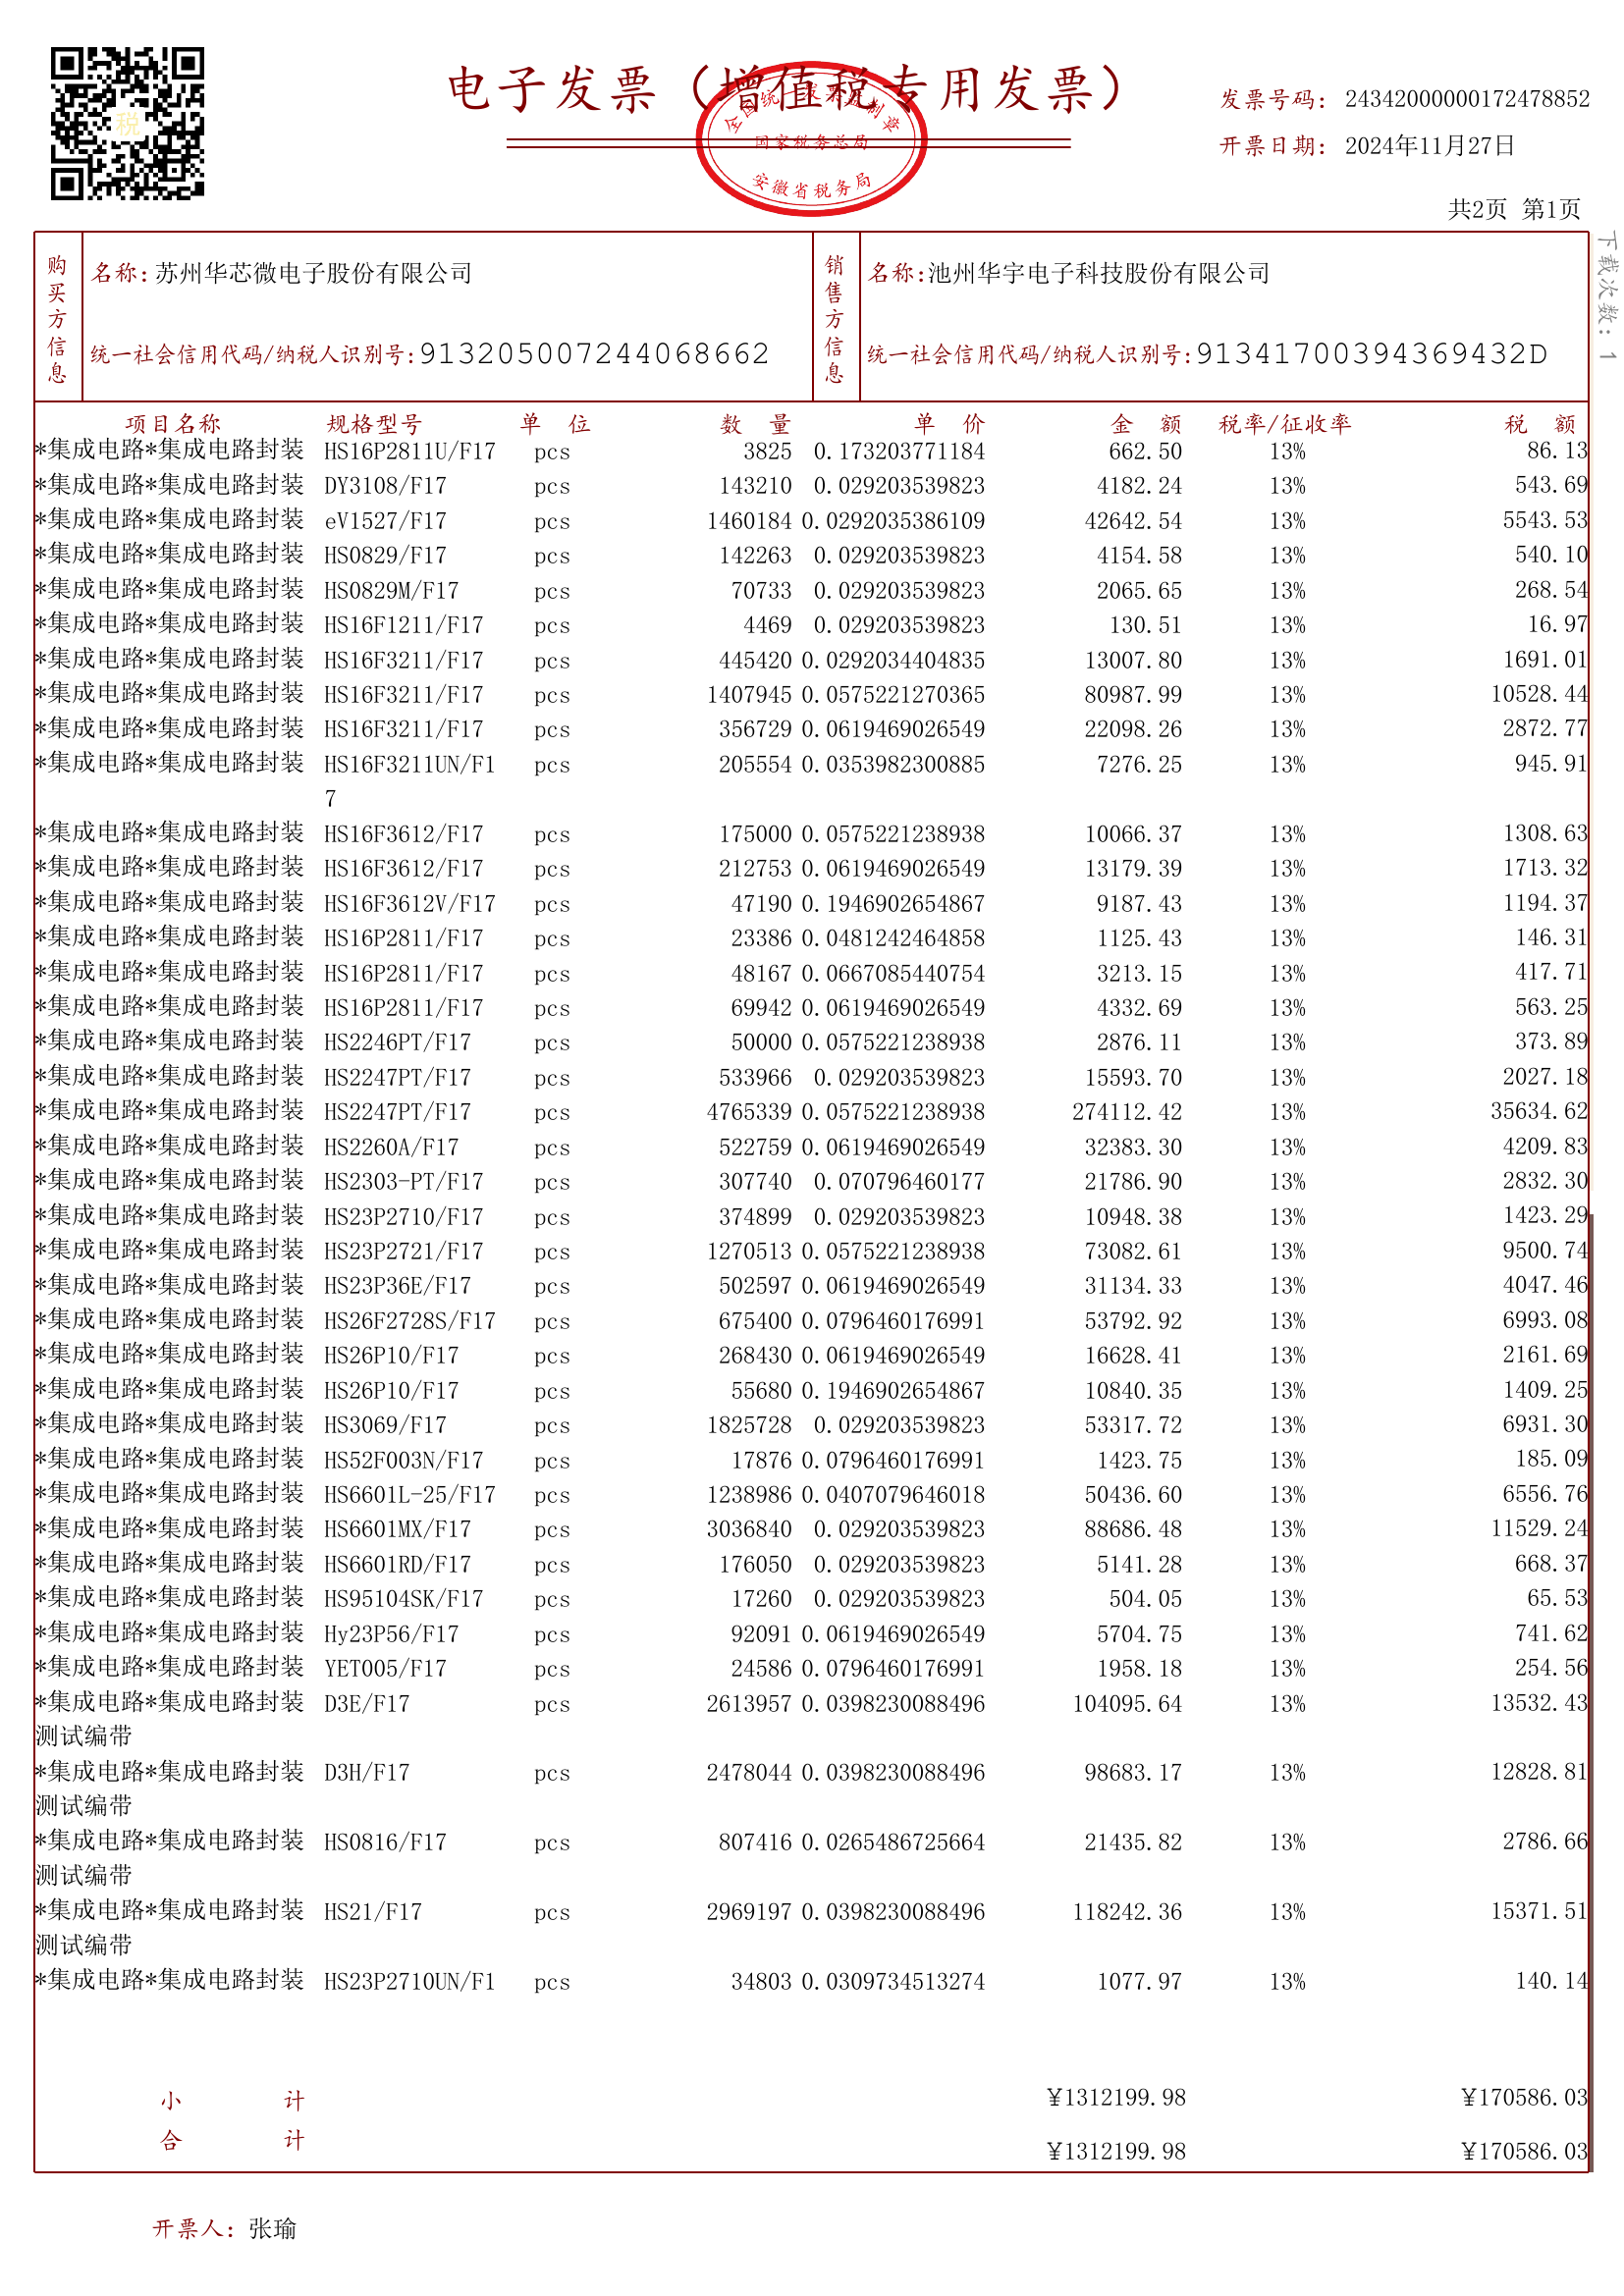 电子发票（增值税专用发票）
全国统一发票监制章
国家税务总局
安徽省税务局
税
发票号码：24342000000172478852
开票日期：2024年11月27日
共2页 第1页
下载次数：1
购买方信息
名称：苏州华芯微电子股份有限公司
统一社会信用代码/纳税人识别号：913205007244068662
销售方信息
名称：池州华宇电子科技股份有限公司
统一社会信用代码/纳税人识别号：91341700394369432D
项目名称 规格型号 单 位 数 量 单 价 金 额 税率/征收率 税 额
*集成电路*集成电路封装 HS16P2811U/F17 pcs 3825 0.173203771184 662.50 13% 86.13
*集成电路*集成电路封装 DY3108/F17 pcs 143210 0.029203539823 4182.24 13% 543.69
*集成电路*集成电路封装 eV1527/F17 pcs 1460184 0.0292035386109 42642.54 13% 5543.53
*集成电路*集成电路封装 HS0829/F17 pcs 142263 0.029203539823 4154.58 13% 540.10
*集成电路*集成电路封装 HS0829M/F17 pcs 70733 0.029203539823 2065.65 13% 268.54
*集成电路*集成电路封装 HS16F1211/F17 pcs 4469 0.029203539823 130.51 13% 16.97
*集成电路*集成电路封装 HS16F3211/F17 pcs 445420 0.0292034404835 13007.80 13% 1691.01
*集成电路*集成电路封装 HS16F3211/F17 pcs 1407945 0.0575221270365 80987.99 13% 10528.44
*集成电路*集成电路封装 HS16F3211/F17 pcs 356729 0.0619469026549 22098.26 13% 2872.77
*集成电路*集成电路封装 HS16F3211UN/F1 pcs 205554 0.0353982300885 7276.25 13% 945.91
7
*集成电路*集成电路封装 HS16F3612/F17 pcs 175000 0.0575221238938 10066.37 13% 1308.63
*集成电路*集成电路封装 HS16F3612/F17 pcs 212753 0.0619469026549 13179.39 13% 1713.32
*集成电路*集成电路封装 HS16F3612V/F17 pcs 47190 0.1946902654867 9187.43 13% 1194.37
*集成电路*集成电路封装 HS16P2811/F17 pcs 23386 0.0481242464858 1125.43 13% 146.31
*集成电路*集成电路封装 HS16P2811/F17 pcs 48167 0.0667085440754 3213.15 13% 417.71
*集成电路*集成电路封装 HS16P2811/F17 pcs 69942 0.0619469026549 4332.69 13% 563.25
*集成电路*集成电路封装 HS2246PT/F17 pcs 50000 0.0575221238938 2876.11 13% 373.89
*集成电路*集成电路封装 HS2247PT/F17 pcs 533966 0.029203539823 15593.70 13% 2027.18
*集成电路*集成电路封装 HS2247PT/F17 pcs 4765339 0.0575221238938 274112.42 13% 35634.62
*集成电路*集成电路封装 HS2260A/F17 pcs 522759 0.0619469026549 32383.30 13% 4209.83
*集成电路*集成电路封装 HS2303-PT/F17 pcs 307740 0.070796460177 21786.90 13% 2832.30
*集成电路*集成电路封装 HS23P2710/F17 pcs 374899 0.029203539823 10948.38 13% 1423.29
*集成电路*集成电路封装 HS23P2721/F17 pcs 1270513 0.0575221238938 73082.61 13% 9500.74
*集成电路*集成电路封装 HS23P36E/F17 pcs 502597 0.0619469026549 31134.33 13% 4047.46
*集成电路*集成电路封装 HS26F2728S/F17 pcs 675400 0.0796460176991 53792.92 13% 6993.08
*集成电路*集成电路封装 HS26P10/F17 pcs 268430 0.0619469026549 16628.41 13% 2161.69
*集成电路*集成电路封装 HS26P10/F17 pcs 55680 0.1946902654867 10840.35 13% 1409.25
*集成电路*集成电路封装 HS3069/F17 pcs 1825728 0.029203539823 53317.72 13% 6931.30
*集成电路*集成电路封装 HS52F003N/F17 pcs 17876 0.0796460176991 1423.75 13% 185.09
*集成电路*集成电路封装 HS6601L-25/F17 pcs 1238986 0.0407079646018 50436.60 13% 6556.76
*集成电路*集成电路封装 HS6601MX/F17 pcs 3036840 0.029203539823 88686.48 13% 11529.24
*集成电路*集成电路封装 HS6601RD/F17 pcs 176050 0.029203539823 5141.28 13% 668.37
*集成电路*集成电路封装 HS95104SK/F17 pcs 17260 0.029203539823 504.05 13% 65.53
*集成电路*集成电路封装 Hy23P56/F17 pcs 92091 0.0619469026549 5704.75 13% 741.62
*集成电路*集成电路封装 YET005/F17 pcs 24586 0.0796460176991 1958.18 13% 254.56
*集成电路*集成电路封装 D3E/F17 pcs 2613957 0.0398230088496 104095.64 13% 13532.43
测试编带
*集成电路*集成电路封装 D3H/F17 pcs 2478044 0.0398230088496 98683.17 13% 12828.81
测试编带
*集成电路*集成电路封装 HS0816/F17 pcs 807416 0.0265486725664 21435.82 13% 2786.66
测试编带
*集成电路*集成电路封装 HS21/F17 pcs 2969197 0.0398230088496 118242.36 13% 15371.51
测试编带
*集成电路*集成电路封装 HS23P2710UN/F1 pcs 34803 0.0309734513274 1077.97 13% 140.14
小 计 ¥1312199.98 ¥170586.03
合 计 ¥1312199.98 ¥170586.03
开票人：张瑜